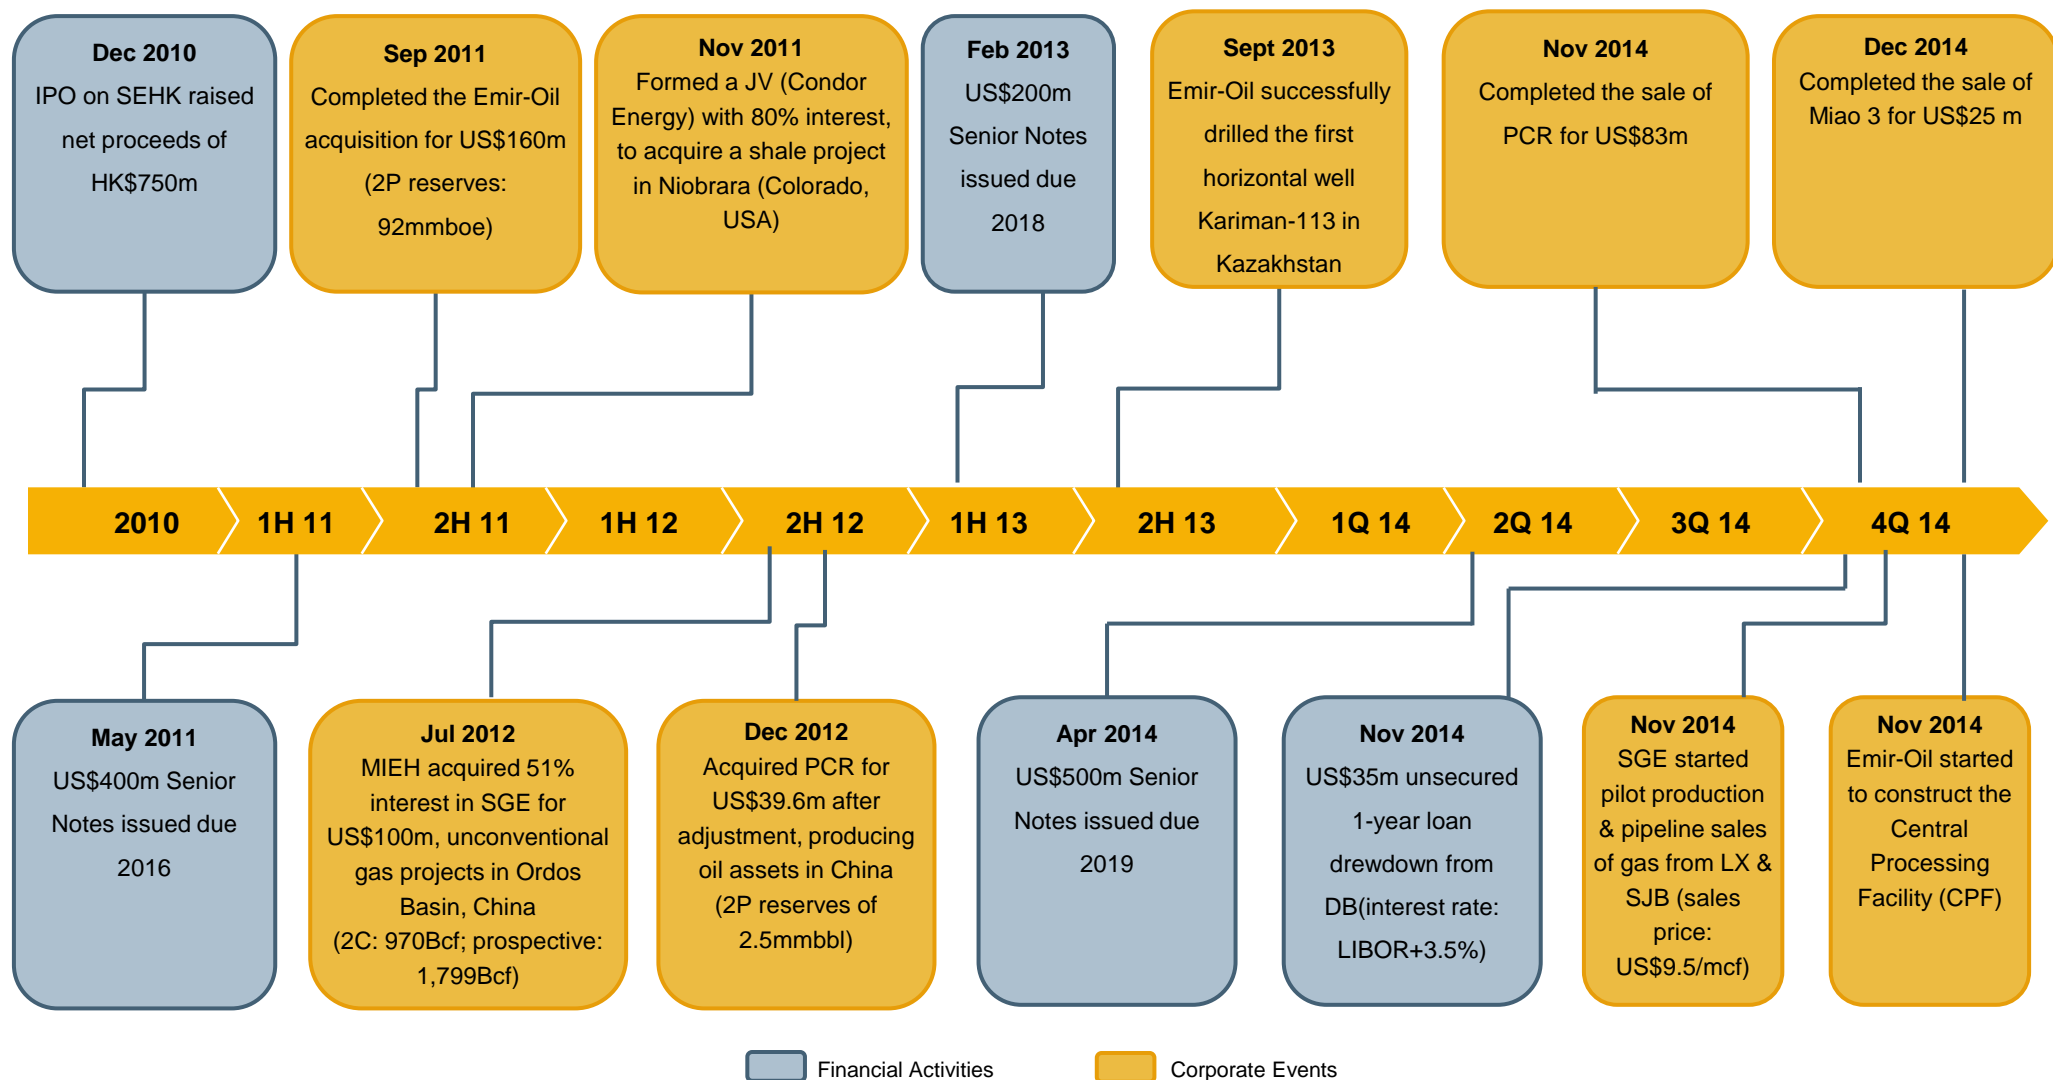 Dec 2010
IPO on SEHK raised
net proceeds of
HK$750m
Sep 2011
Completed the Emir-Oil
acquisition for US$160m
(2P reserves:
92mmboe)
Nov 2011
Formed a JV (Condor
Energy) with 80% interest,
to acquire a shale project
in Niobrara (Colorado,
USA)
Feb 2013
US$200m
Senior Notes
issued due
2018
Sept 2013
Emir-Oil successfully
drilled the first
horizontal well
Kariman-113 in
Kazakhstan
Nov 2014
Completed the sale of
PCR for US$83m
Dec 2014
Completed the sale of
Miao 3 for US$25 m
2010
1H 11
2H 11
1H 12
2H 12
1H 13
2H 13
1Q 14
2Q 14
3Q 14
4Q 14
May 2011
US$400m Senior
Notes issued due
2016
Jul 2012
MIEH acquired 51%
interest in SGE for
US$100m, unconventional
gas projects in Ordos
Basin, China
(2C: 970Bcf; prospective:
1,799Bcf)
Dec 2012
Acquired PCR for
US$39.6m after
adjustment, producing
oil assets in China
(2P reserves of
2.5mmbbl)
Apr 2014
US$500m Senior
Notes issued due
2019
Nov 2014
US$35m unsecured
1-year loan
drewdown from
DB(interest rate:
LIBOR+3.5%)
Nov 2014
SGE started
pilot production
& pipeline sales
of gas from LX &
SJB (sales
price:
US$9.5/mcf)
Nov 2014
Emir-Oil started
to construct the
Central
Processing
Facility (CPF)
Financial Activities
Corporate Events